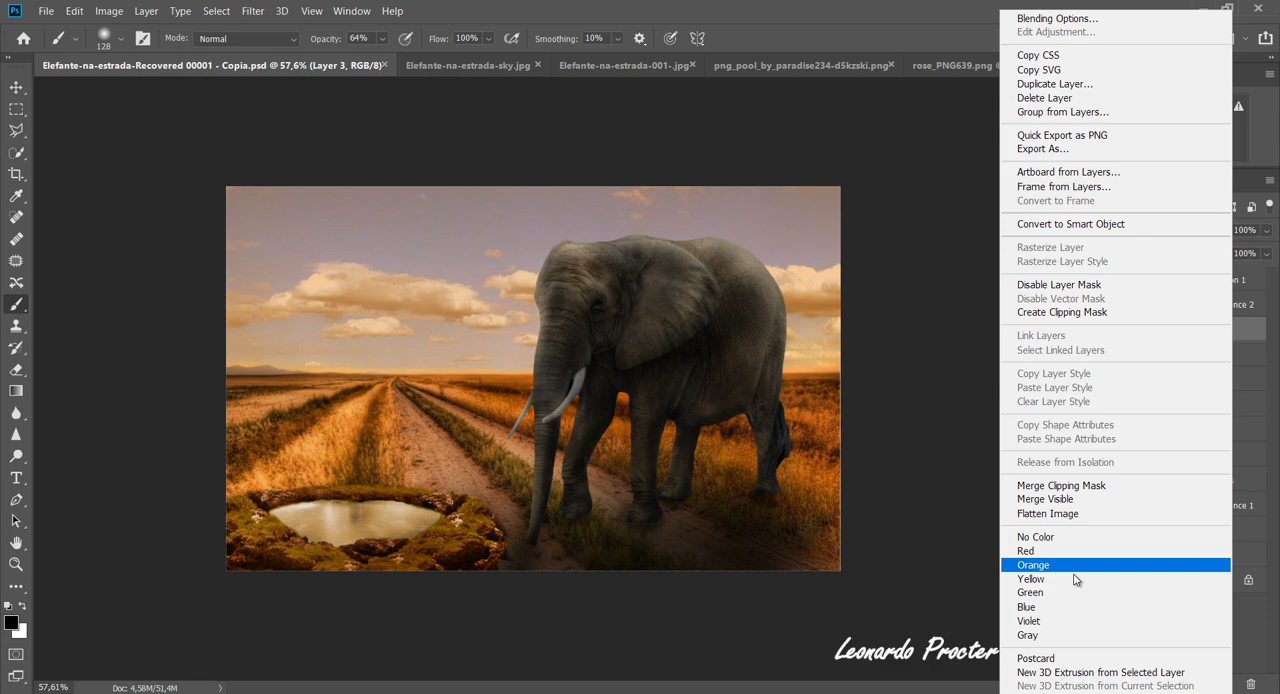 Ps File Edit Image Layer Type Select Filter 3D View Window Help
128 Mode: Normal Opacity: 64% Flow: 100% Smoothing: 10%
Elefante-na-estrada-Recovered 00001 - Copia.psd @ 57,6% (Layer 3, RGB/8) Elefante-na-estrada-sky.jpg Elefante-na-estrada-001-.jpg png_pool_by_paradise234-d5kzski.png rose_PNG639.png @
Blending Options...
Edit Adjustment...
Copy CSS
Copy SVG
Duplicate Layer...
Delete Layer
Group from Layers...
Quick Export as PNG
Export As...
Artboard from Layers...
Frame from Layers...
Convert to Frame
Convert to Smart Object
Rasterize Layer
Rasterize Layer Style
Disable Layer Mask
Disable Vector Mask
Create Clipping Mask
Link Layers
Select Linked Layers
Copy Layer Style
Paste Layer Style
Clear Layer Style
Copy Shape Attributes
Paste Shape Attributes
Release from Isolation
Merge Clipping Mask
Merge Visible
Flatten Image
No Color
Red
Orange
Yellow
Green
Blue
Violet
Gray
Postcard
New 3D Extrusion from Selected Layer
New 3D Extrusion from Current Selection
100%
100%
on 1
ance 2
ance 1
Leonardo Procter
57,61% Doc: 4,58M/51,4M